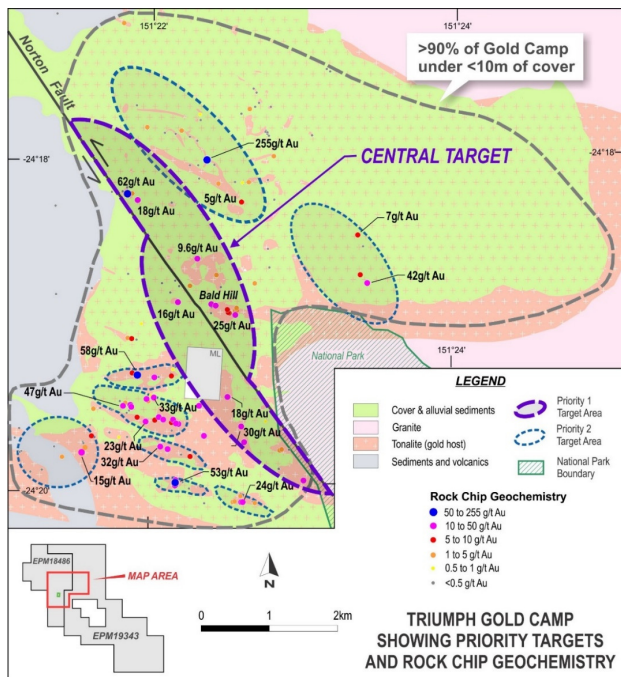 151°22'
151°24'
>90% of Gold Camp
under <10m of cover
Norton Fault
-24°18'
-24°18'
255g/t Au
CENTRAL TARGET
62g/t Au
18g/t Au
5g/t Au
7g/t Au
9.6g/t Au
42g/t Au
Bald Hill
16g/t Au
25g/t Au
151°24'
National Park
ML
58g/t Au
47g/t Au
33g/t Au
18g/t Au
23g/t Au
30g/t Au
32g/t Au
15g/t Au
53g/t Au
24g/t Au
-24°20'
LEGEND
Cover & alluvial sediments
Granite
Tonalite (gold host)
Sediments and volcanics
Priority 1
Target Area
Priority 2
Target Area
National Park
Boundary
Rock Chip Geochemistry
50 to 255 g/t Au
10 to 50 g/t Au
5 to 10 g/t Au
1 to 5 g/t Au
0.5 to 1 g/t Au
<0.5 g/t Au
EPM18486
MAP AREA
EPM19343
N
0 1 2km
TRIUMPH GOLD CAMP
SHOWING PRIORITY TARGETS
AND ROCK CHIP GEOCHEMISTRY